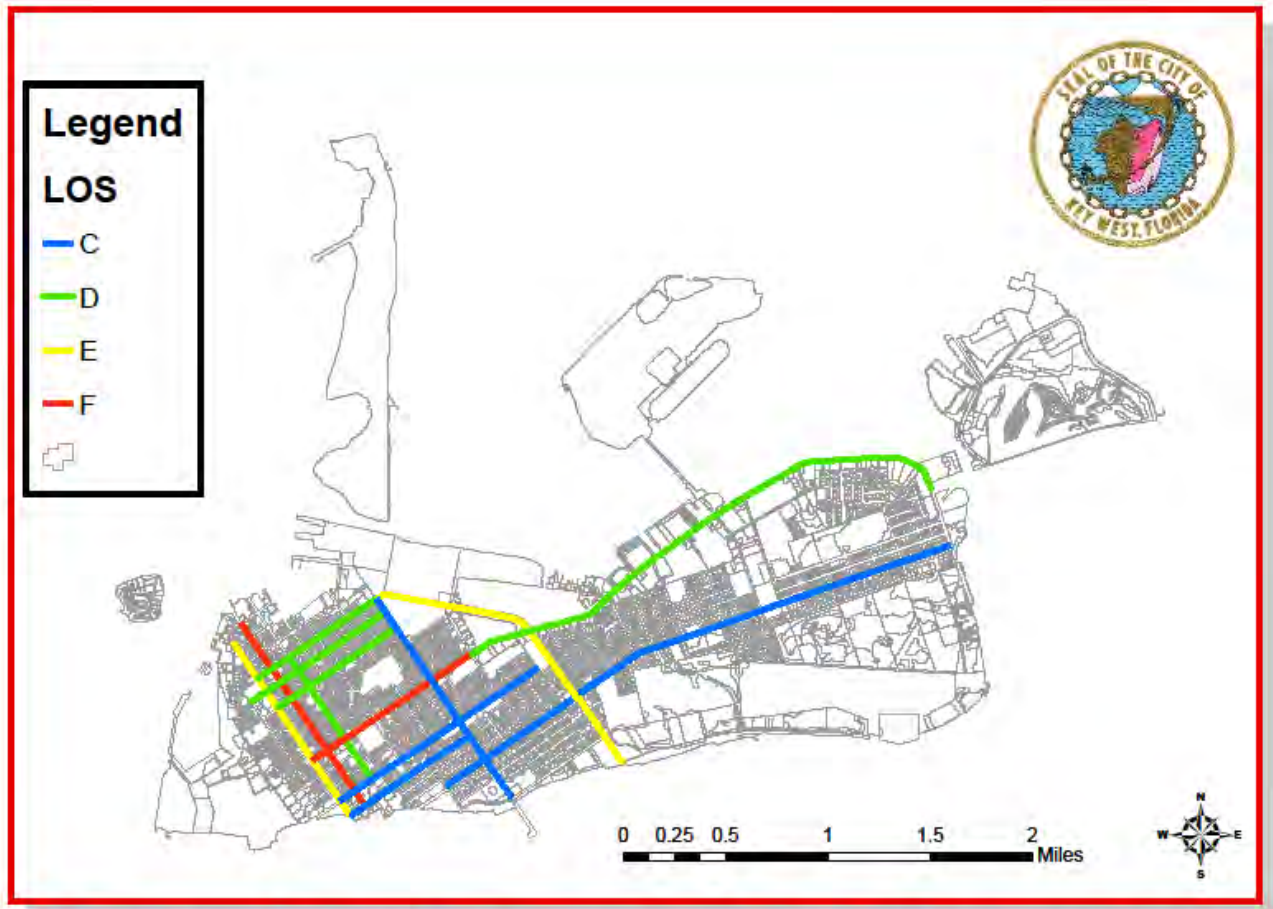 Legend
LOS
C
D
E
F
SEAL OF THE CITY OF
KEY WEST, FLORIDA
0 0.25 0.5 1 1.5 2
Miles
N
W E
S